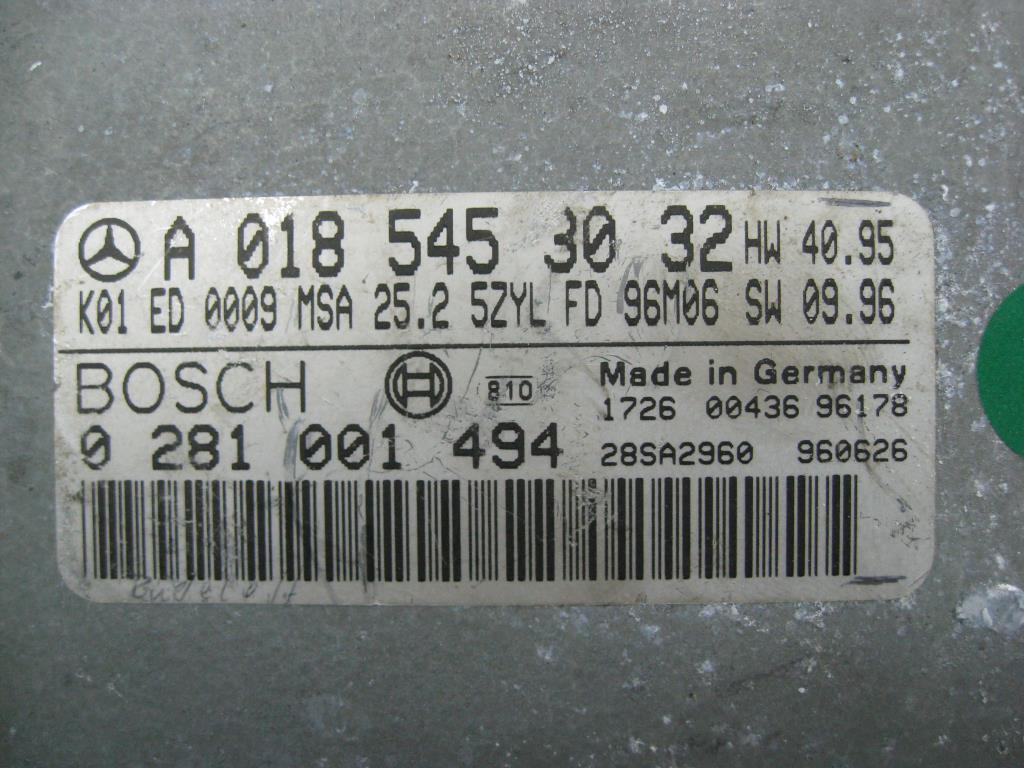 A 018 545 30 32 HW 40.95
K01 ED 0009 MSA 25.2 5ZYL FD 96M06 SW 09.96
BOSCH 810 Made in Germany
1726 00436 96178
0 281 001 494 28SA2960 960626